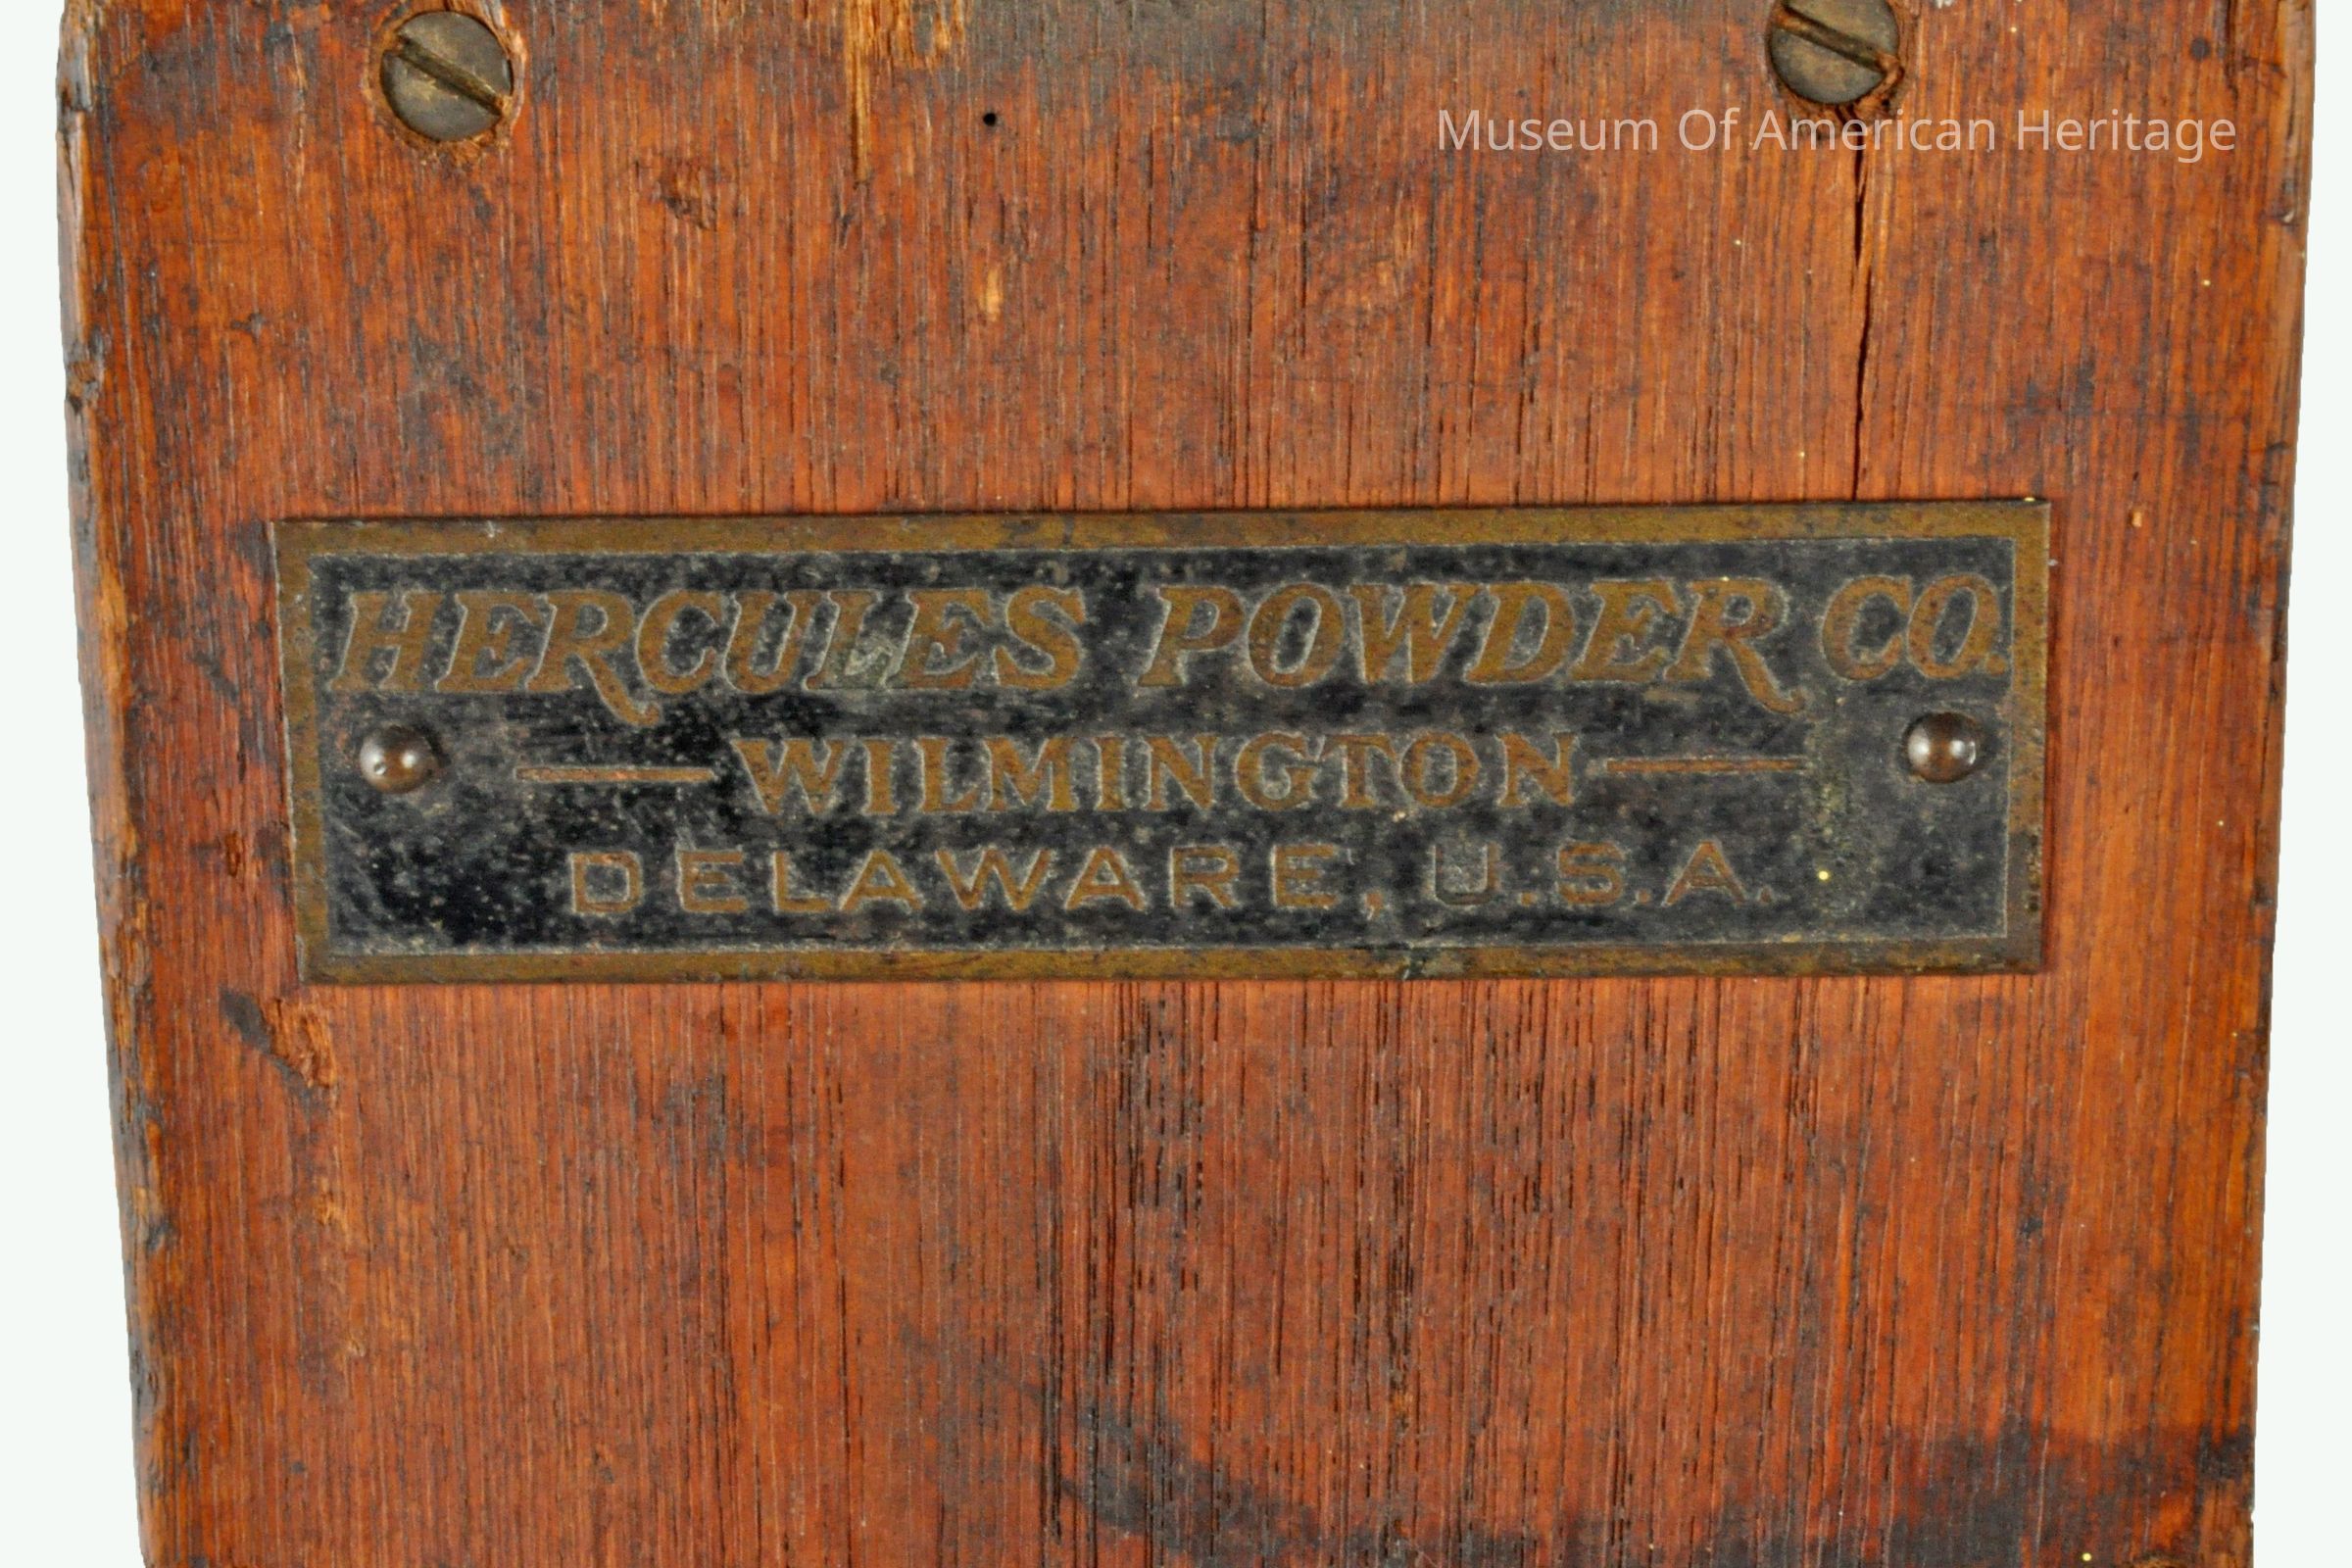 Museum Of American Heritage
HERCULES POWDER CO.
WILMINGTON
DELAWARE, U.S.A.